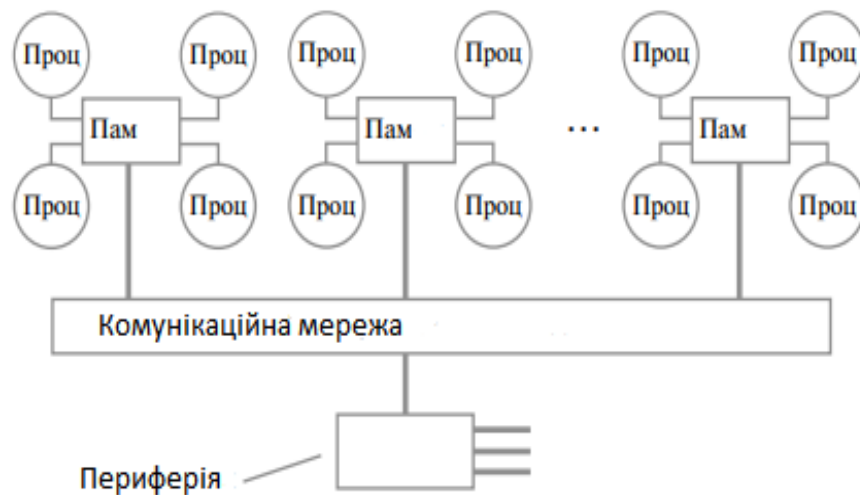 Проц Проц Проц Проц Проц Проц
Пам Пам ... Пам
Проц Проц Проц Проц Проц Проц
Комунікаційна мережа
Периферія